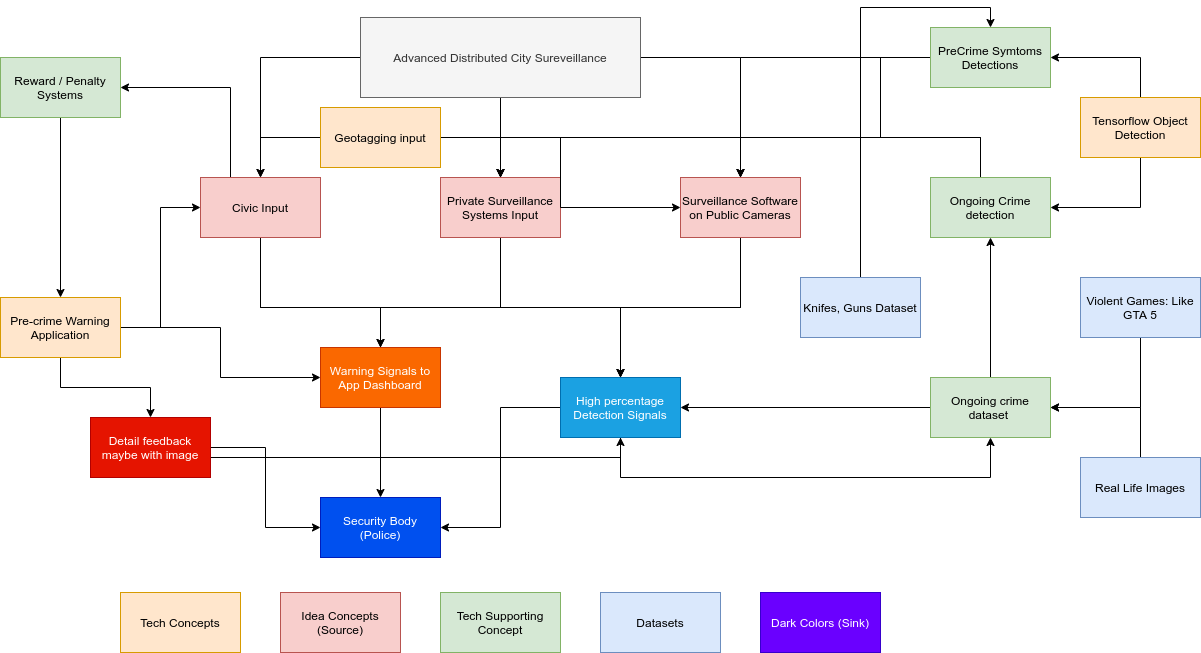 Advanced Distributed City Sureveillance
PreCrime Symtoms
Detections
Reward / Penalty
Systems
Tensorflow Object
Detection
Geotagging input
Civic Input
Private Surveillance
Systems Input
Surveillance Software
on Public Cameras
Ongoing Crime
detection
Knifes, Guns Dataset
Violent Games: Like
GTA 5
Pre-crime Warning
Application
Warning Signals to
App Dashboard
High percentage
Detection Signals
Ongoing crime
dataset
Detail feedback
maybe with image
Real Life Images
Security Body
(Police)
Tech Concepts
Idea Concepts
(Source)
Tech Supporting
Concept
Datasets
Dark Colors (Sink)